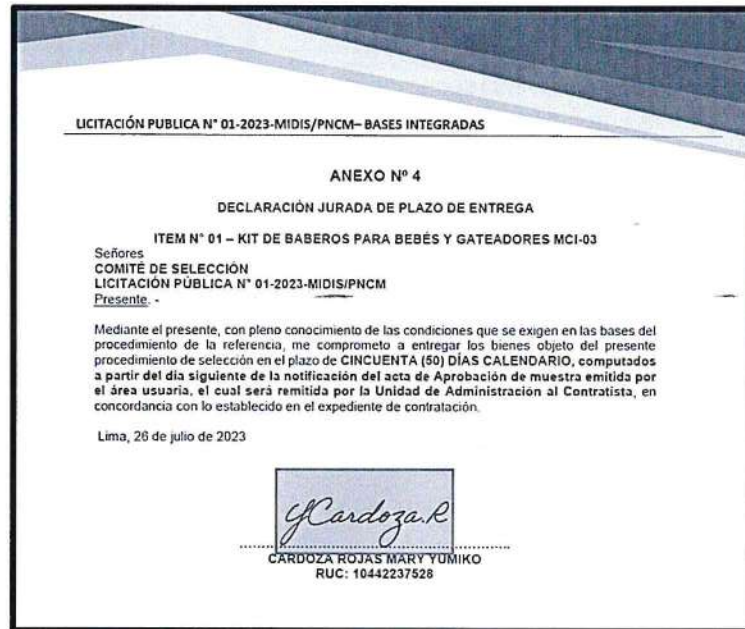 LICITACIÓN PUBLICA N° 01-2023-MIDIS/PNCM– BASES INTEGRADAS
ANEXO Nº 4
DECLARACIÓN JURADA DE PLAZO DE ENTREGA
ITEM N° 01 – KIT DE BABEROS PARA BEBÉS Y GATEADORES MCI-03
Señores
COMITÉ DE SELECCIÓN
LICITACIÓN PÚBLICA N° 01-2023-MIDIS/PNCM
Presente. -
Mediante el presente, con pleno conocimiento de las condiciones que se exigen en las bases del
procedimiento de la referencia, me comprometo a entregar los bienes objeto del presente
procedimiento de selección en el plazo de CINCUENTA (50) DÍAS CALENDARIO, computados
a partir del día siguiente de la notificación del acta de Aprobación de muestra emitida por
el área usuaria, el cual será remitida por la Unidad de Administración al Contratista, en
concordancia con lo establecido en el expediente de contratación.
Lima, 26 de julio de 2023
YCardoza.R
CARDOZA ROJAS MARY YUMIKO
RUC: 10442237528